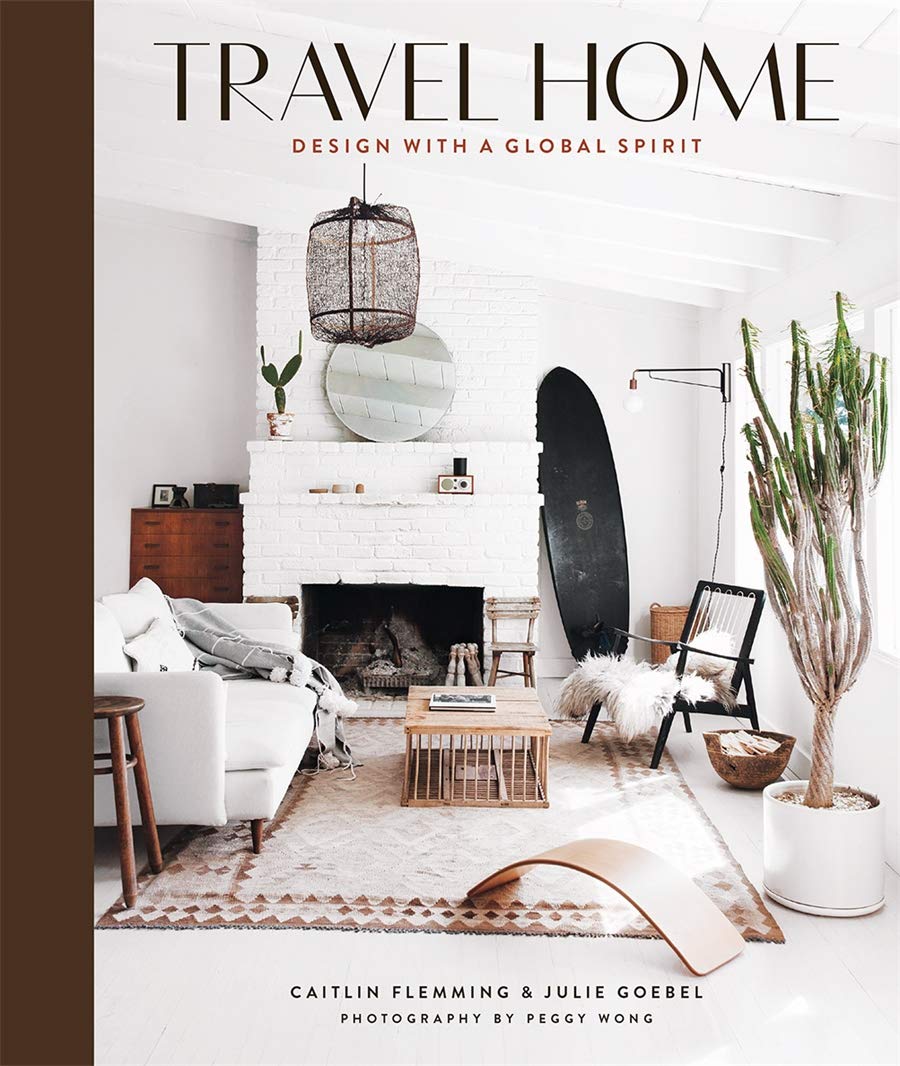 TRAVEL HOME
DESIGN WITH A GLOBAL SPIRIT
CAITLIN FLEMMING & JULIE GOEBEL
PHOTOGRAPHY BY PEGGY WONG